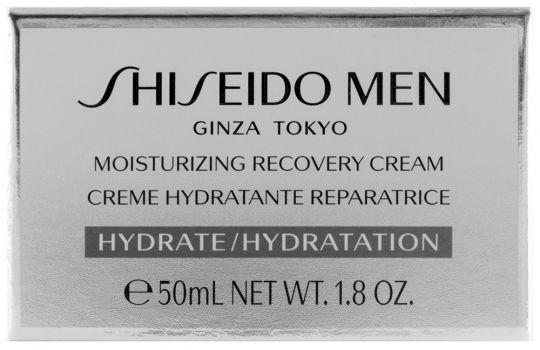 SHISEIDO MEN
GINZA TOKYO
MOISTURIZING RECOVERY CREAM
CREME HYDRATANTE REPARATRICE
HYDRATE/HYDRATATION
℮50mL NET WT. 1.8 OZ.